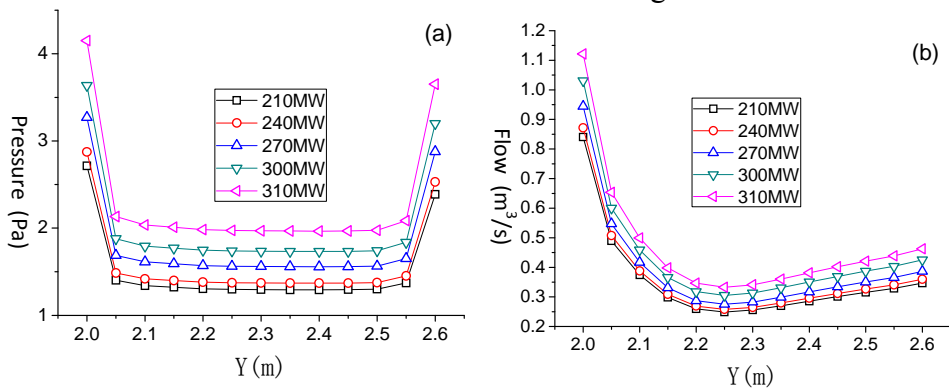 (a)
Pressure (Pa)
4
3
2
1
210MW
240MW
270MW
300MW
310MW
2.0 2.1 2.2 2.3 2.4 2.5 2.6
Y(m)
(b)
Flow (m³/s)
1.2
1.1
1.0
0.9
0.8
0.7
0.6
0.5
0.4
0.3
0.2
210MW
240MW
270MW
300MW
310MW
2.0 2.1 2.2 2.3 2.4 2.5 2.6
Y(m)